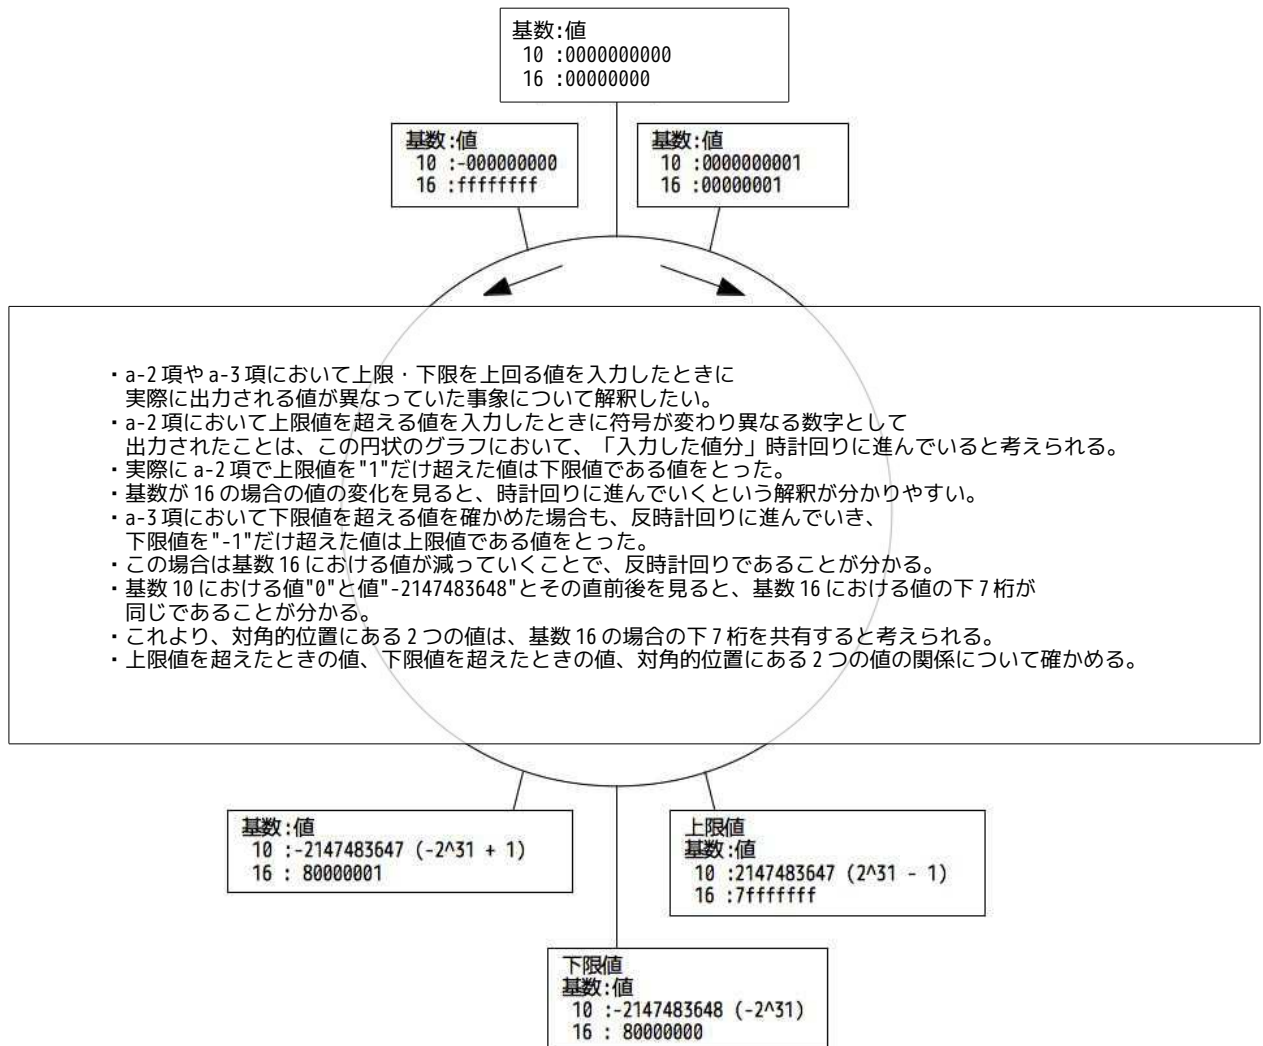 基数:値
10 :0000000000
16 :00000000
基数:値
10 :-000000000
16 :ffffffff
基数:値
10 :0000000001
16 :00000001
・a-2項やa-3項において上限・下限を上回る値を入力したときに
実際に出力される値が異なっていた事象について解釈したい。
・a-2項において上限値を超える値を入力したときに符号が変わり異なる数字として
出力されたことは、この円状のグラフにおいて、「入力した値分」時計回りに進んでいると考えられる。
・実際にa-2項で上限値を"1"だけ超えた値は下限値である値をとった。
・基数が16の場合の値の変化を見ると、時計回りに進んでいくという解釈が分かりやすい。
・a-3項において下限値を超える値を確かめた場合も、反時計回りに進んでいき、
下限値を"-1"だけ超えた値は上限値である値をとった。
・この場合は基数16における値が減っていくことで、反時計回りであることが分かる。
・基数10における値"0"と値"-2147483648"とその直前後を見ると、基数16における値の下7桁が
同じであることが分かる。
・これより、対角的位置にある2つの値は、基数16の場合の下7桁を共有すると考えられる。
・上限値を超えたときの値、下限値を超えたときの値、対角的位置にある2つの値の関係について確かめる。
基数:値
10 :-2147483647 (-2^31 + 1)
16 : 80000001
上限値
基数:値
10 :2147483647 (2^31 - 1)
16 :7fffffff
下限値
基数:値
10 :-2147483648 (-2^31)
16 : 80000000